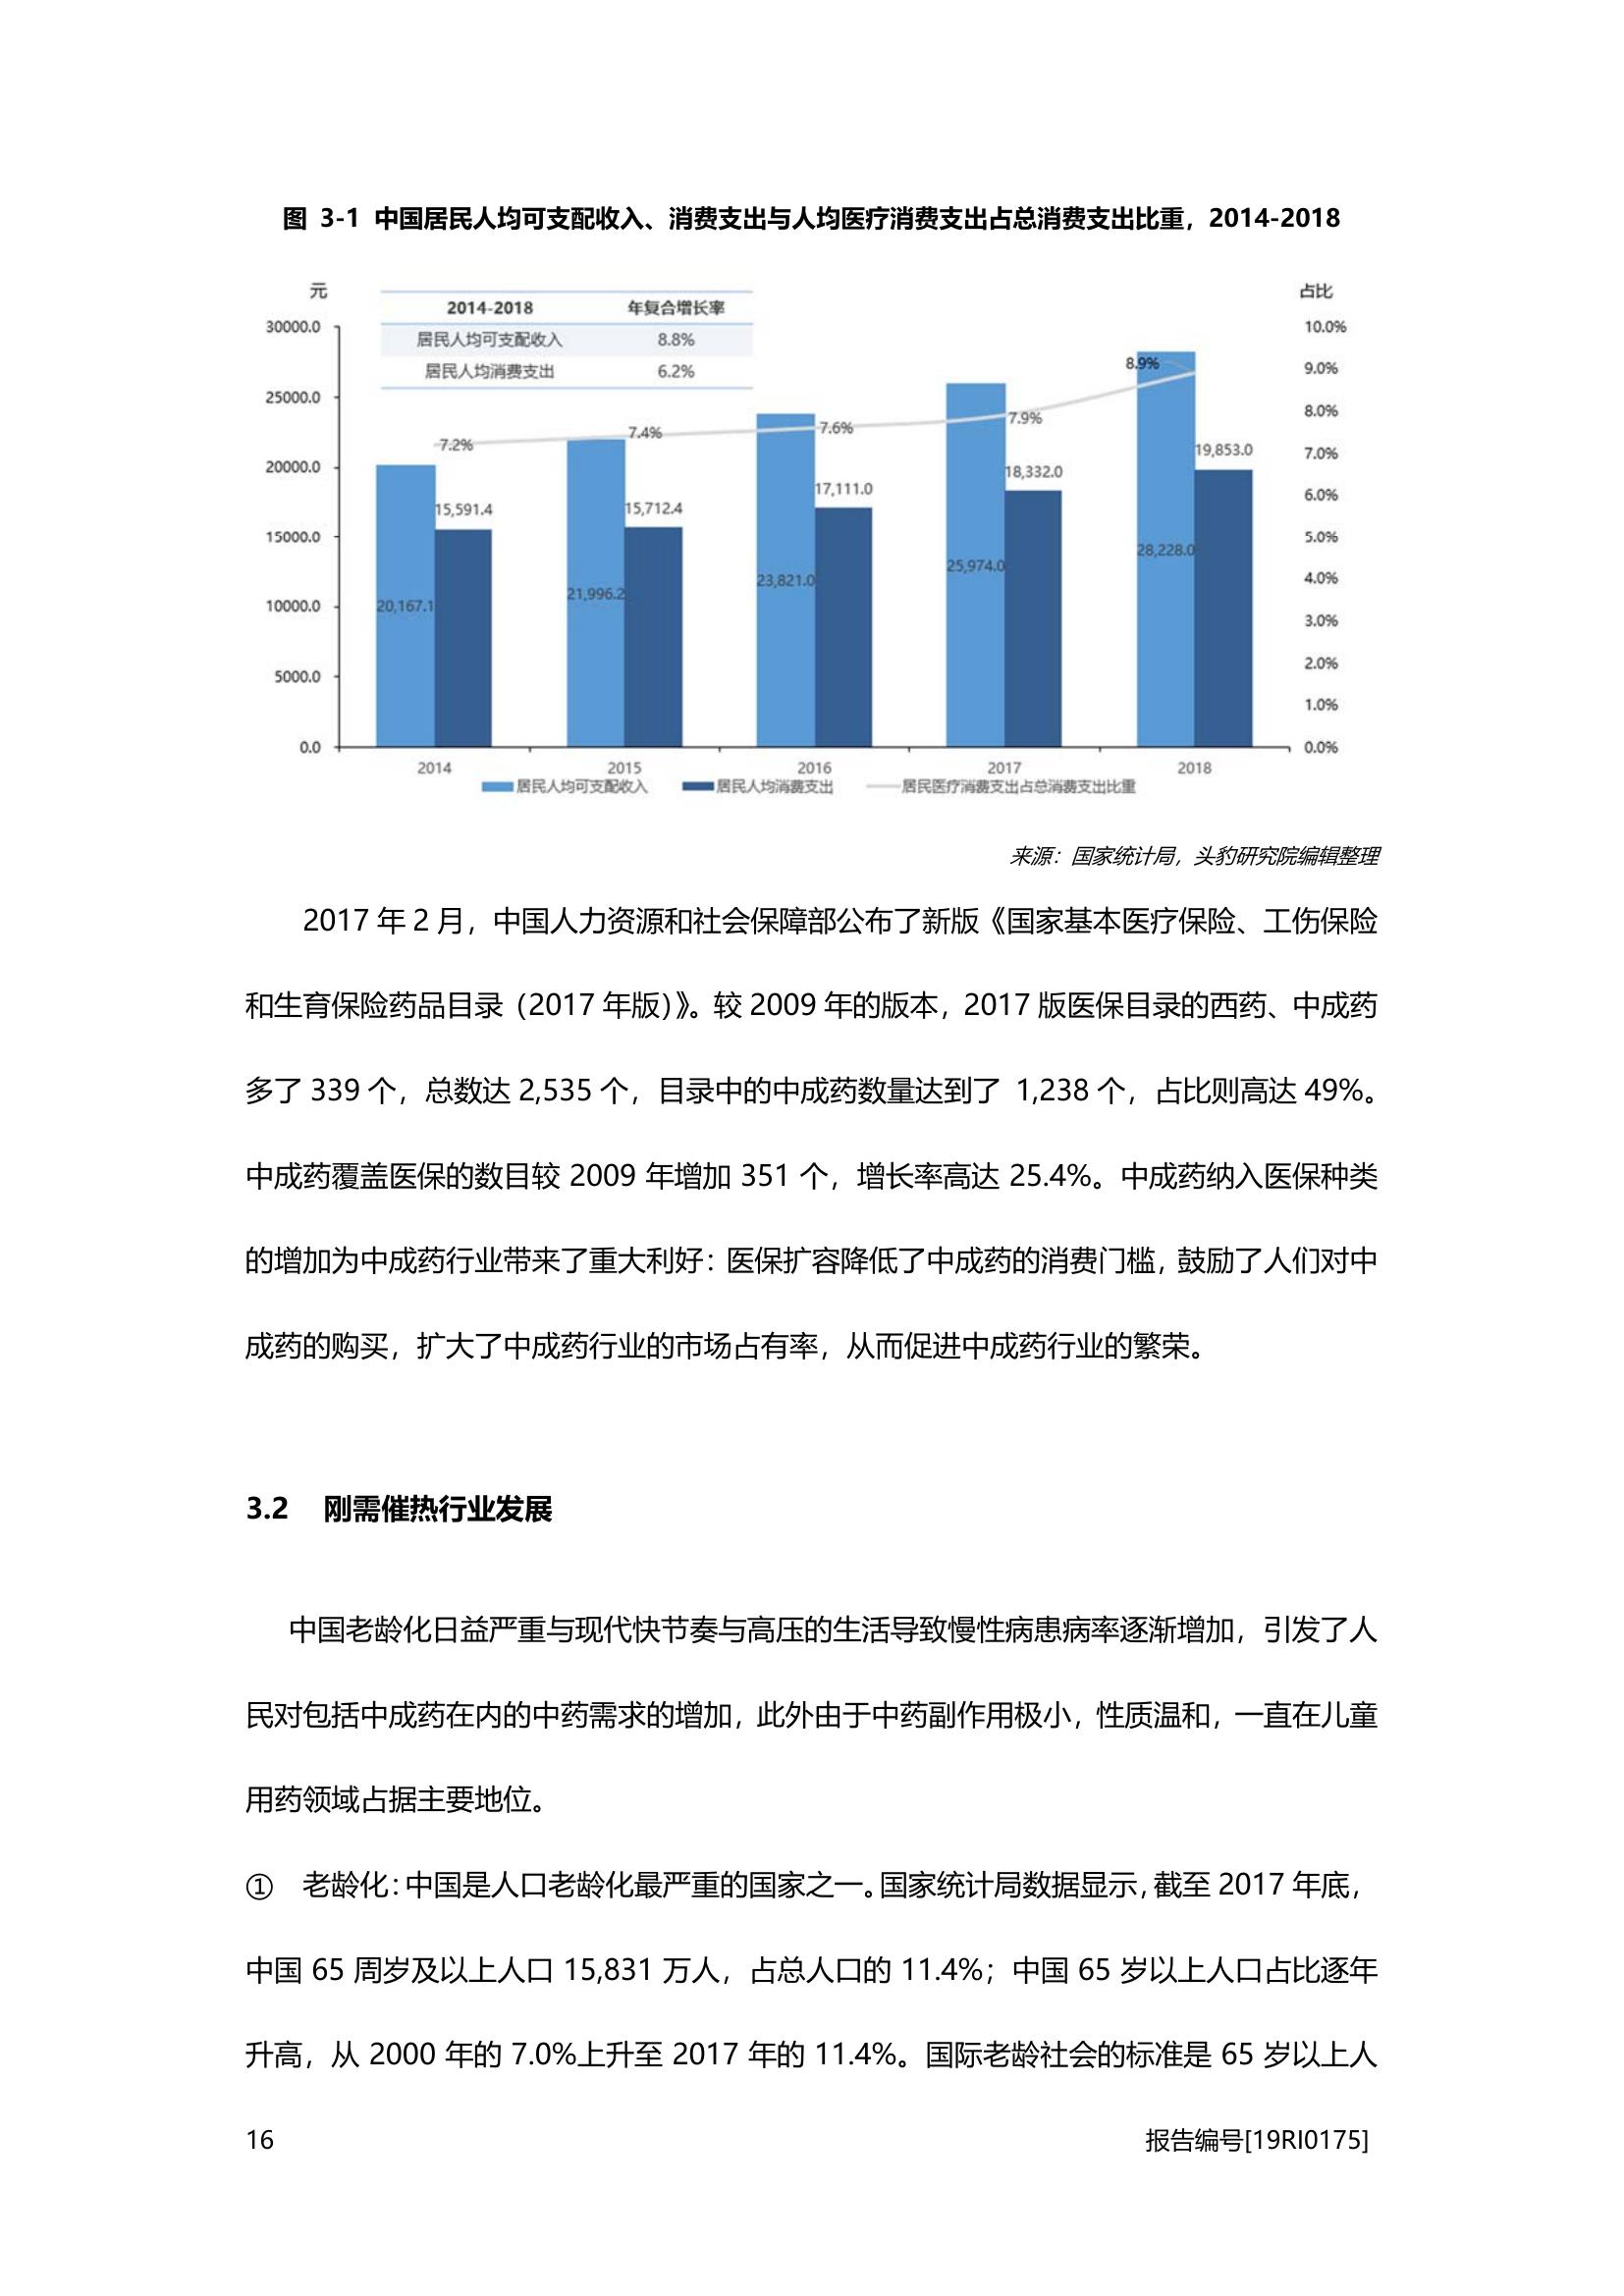 图 3-1 中国居民人均可支配收入、消费支出与人均医疗消费支出占总消费支出比重，2014-2018
元
占比
2014-2018 年复合增长率
居民人均可支配收入 8.8%
居民人均消费支出 6.2%
30000.0
25000.0
20000.0
15000.0
10000.0
5000.0
0.0
10.0%
9.0%
8.0%
7.0%
6.0%
5.0%
4.0%
3.0%
2.0%
1.0%
0.0%
7.2%
7.4%
7.6%
7.9%
8.9%
15,591.4
15,712.4
17,111.0
18,332.0
19,853.0
20,167.1
21,996.2
23,821.0
25,974.0
28,228.0
2014 2015 2016 2017 2018
居民人均可支配收入 居民人均消费支出 居民医疗消费支出占总消费支出比重
来源：国家统计局，头豹研究院编辑整理
2017 年 2 月，中国人力资源和社会保障部公布了新版《国家基本医疗保险、工伤保险
和生育保险药品目录（2017 年版）》。较 2009 年的版本，2017 版医保目录的西药、中成药
多了 339 个，总数达 2,535 个，目录中的中成药数量达到了 1,238 个，占比则高达 49%。
中成药覆盖医保的数目较 2009 年增加 351 个，增长率高达 25.4%。中成药纳入医保种类
的增加为中成药行业带来了重大利好：医保扩容降低了中成药的消费门槛，鼓励了人们对中
成药的购买，扩大了中成药行业的市场占有率，从而促进中成药行业的繁荣。
3.2 刚需催热行业发展
中国老龄化日益严重与现代快节奏与高压的生活导致慢性病患病率逐渐增加，引发了人
民对包括中成药在内的中药需求的增加，此外由于中药副作用极小，性质温和，一直在儿童
用药领域占据主要地位。
① 老龄化：中国是人口老龄化最严重的国家之一。国家统计局数据显示，截至 2017 年底，
中国 65 周岁及以上人口 15,831 万人，占总人口的 11.4%；中国 65 岁以上人口占比逐年
升高，从 2000 年的 7.0%上升至 2017 年的 11.4%。国际老龄社会的标准是 65 岁以上人
16
报告编号[19RI0175]